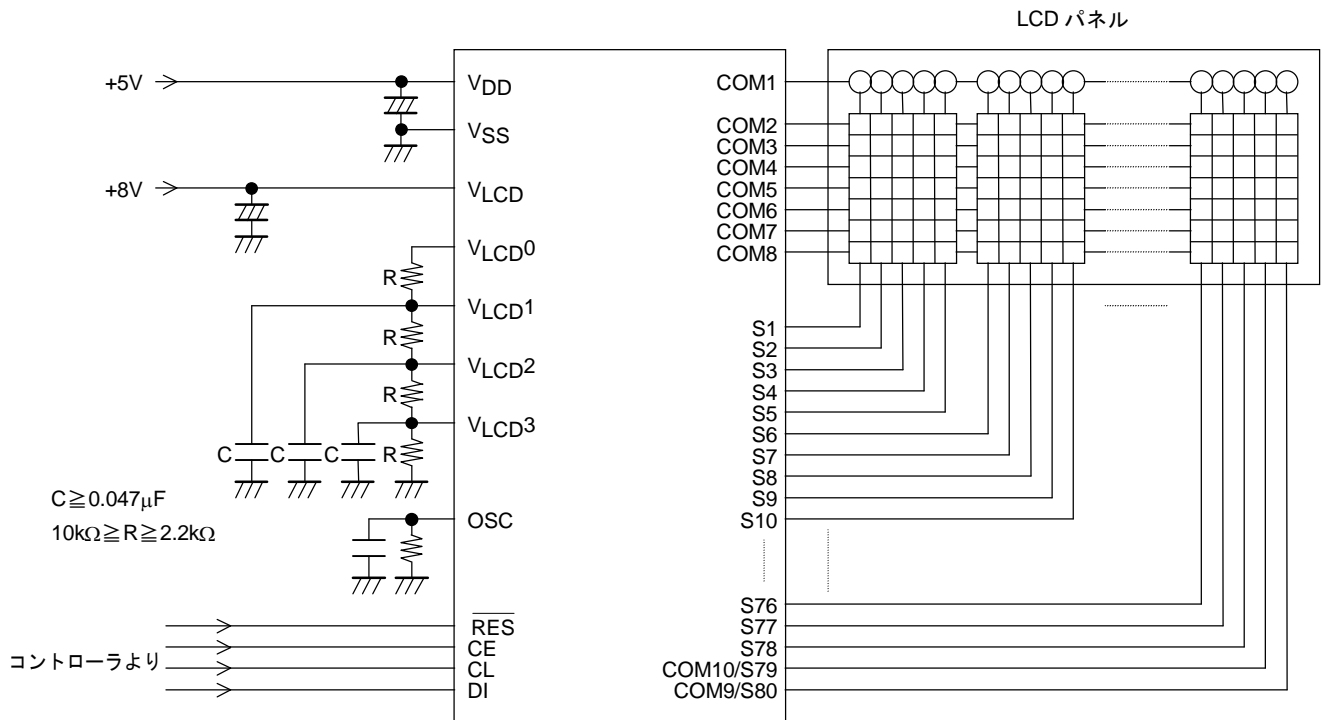 LCD パネル
+5V
VDD
VSS
+8V
VLCD
VLCD0
R
VLCD1
R
VLCD2
R
VLCD3
C
C
C
R
C≧0.047μF
10kΩ≧R≧2.2kΩ
OSC
コントローラより
RES
CE
CL
DI
COM1
COM2
COM3
COM4
COM5
COM6
COM7
COM8
S1
S2
S3
S4
S5
S6
S7
S8
S9
S10
S76
S77
S78
COM10/S79
COM9/S80